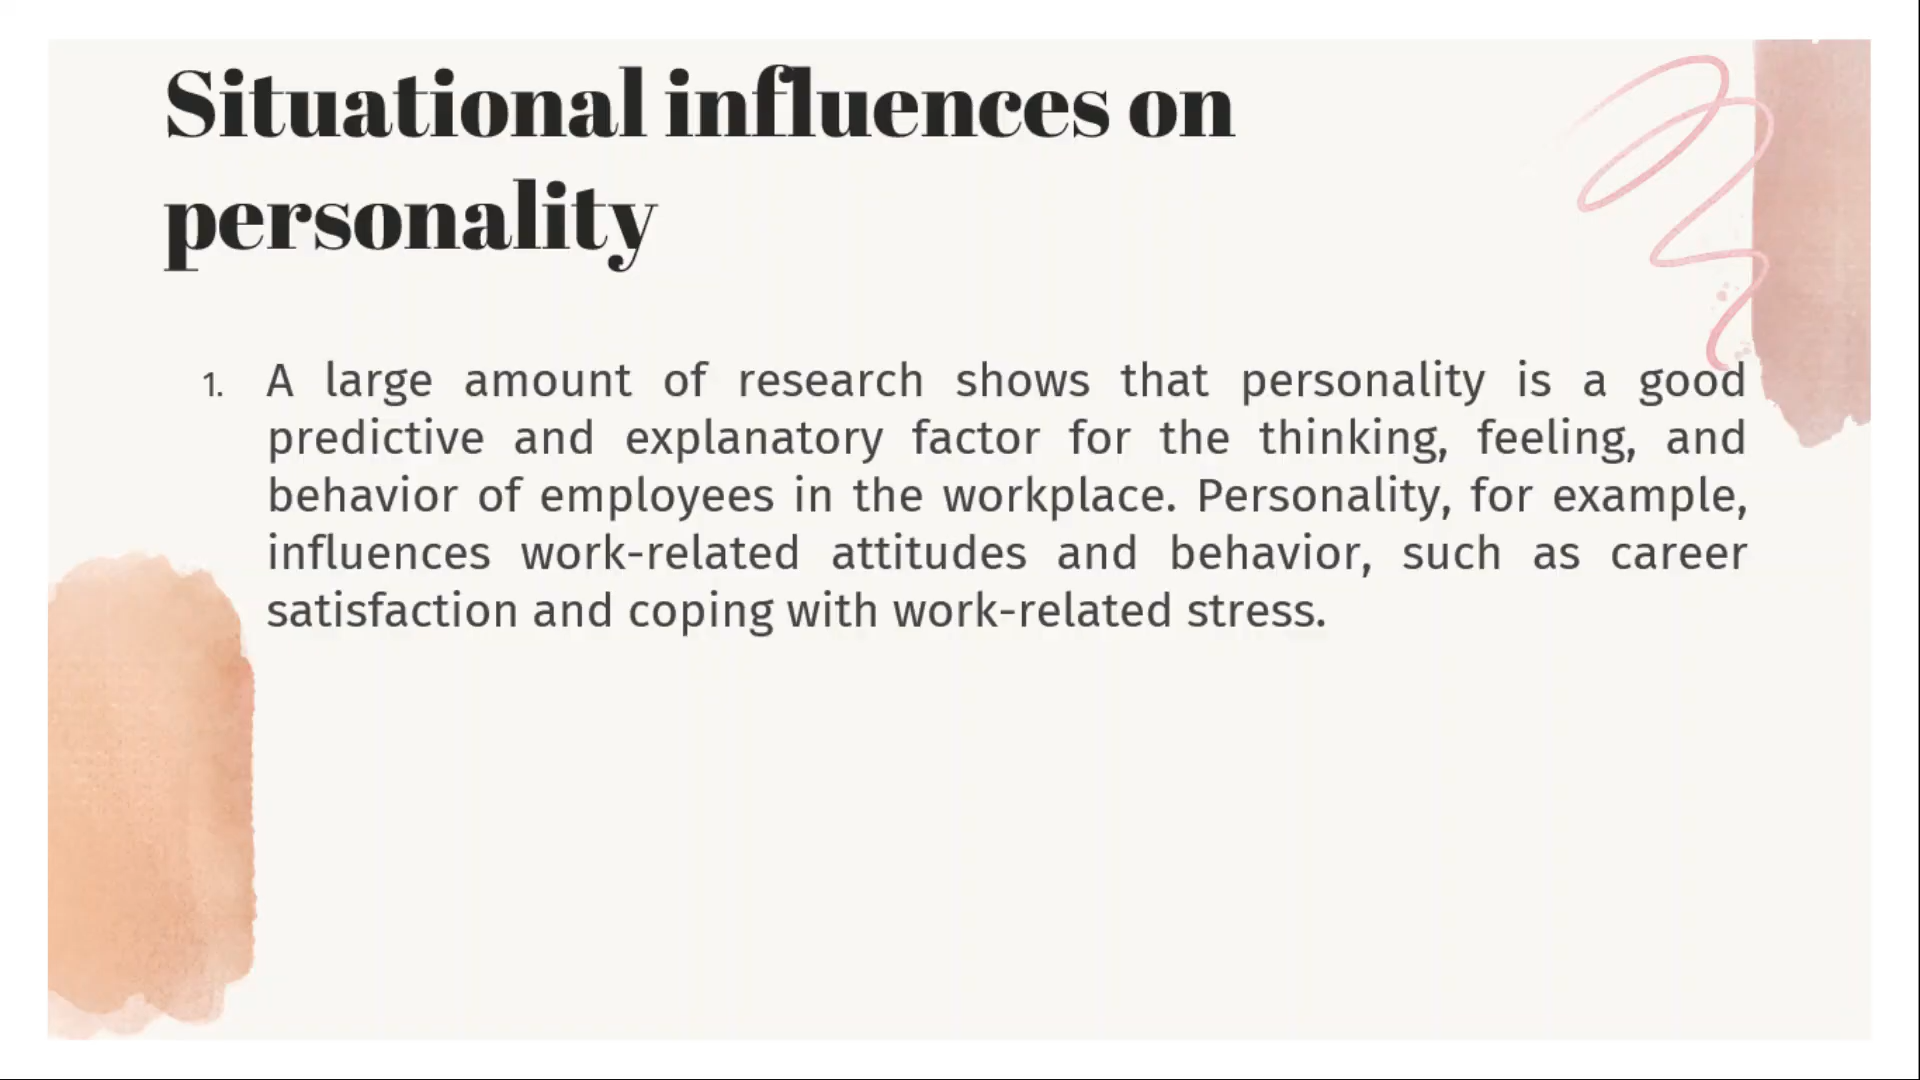 Situational influences on
personality
1. A large amount of research shows that personality is a good
predictive and explanatory factor for the thinking, feeling, and
behavior of employees in the workplace. Personality, for example,
influences work-related attitudes and behavior, such as career
satisfaction and coping with work-related stress.